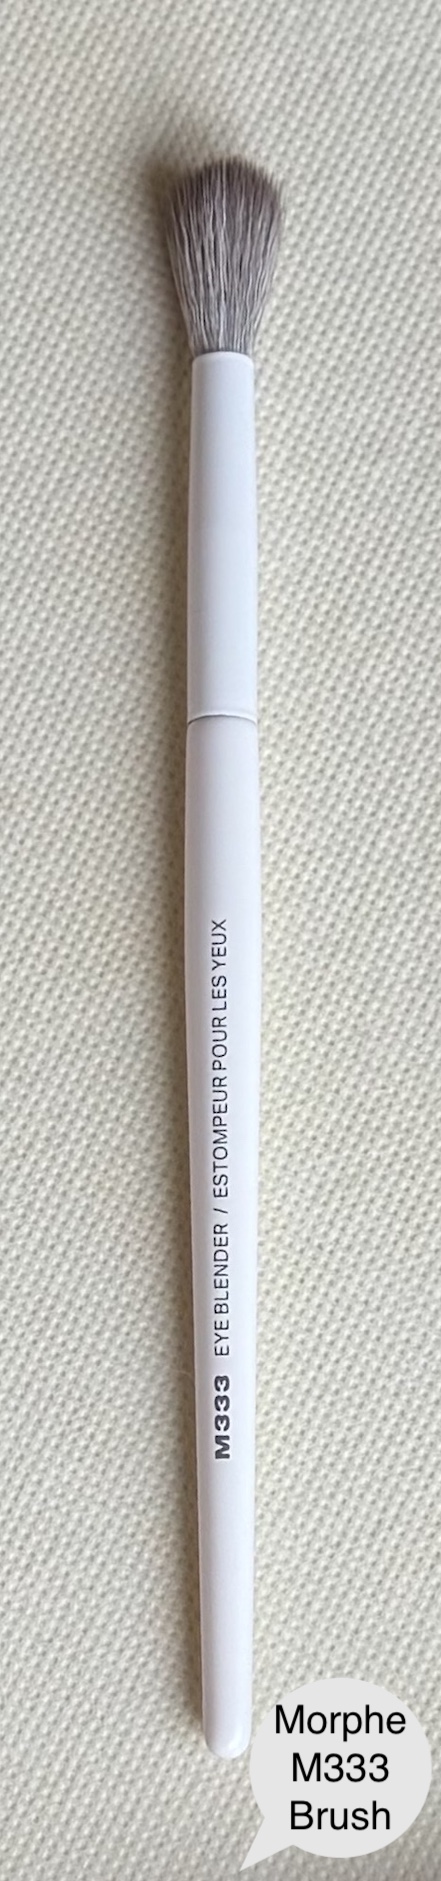 M333 EYE BLENDER / ESTOMPEUR POUR LES YEUX
Morphe
M333
Brush